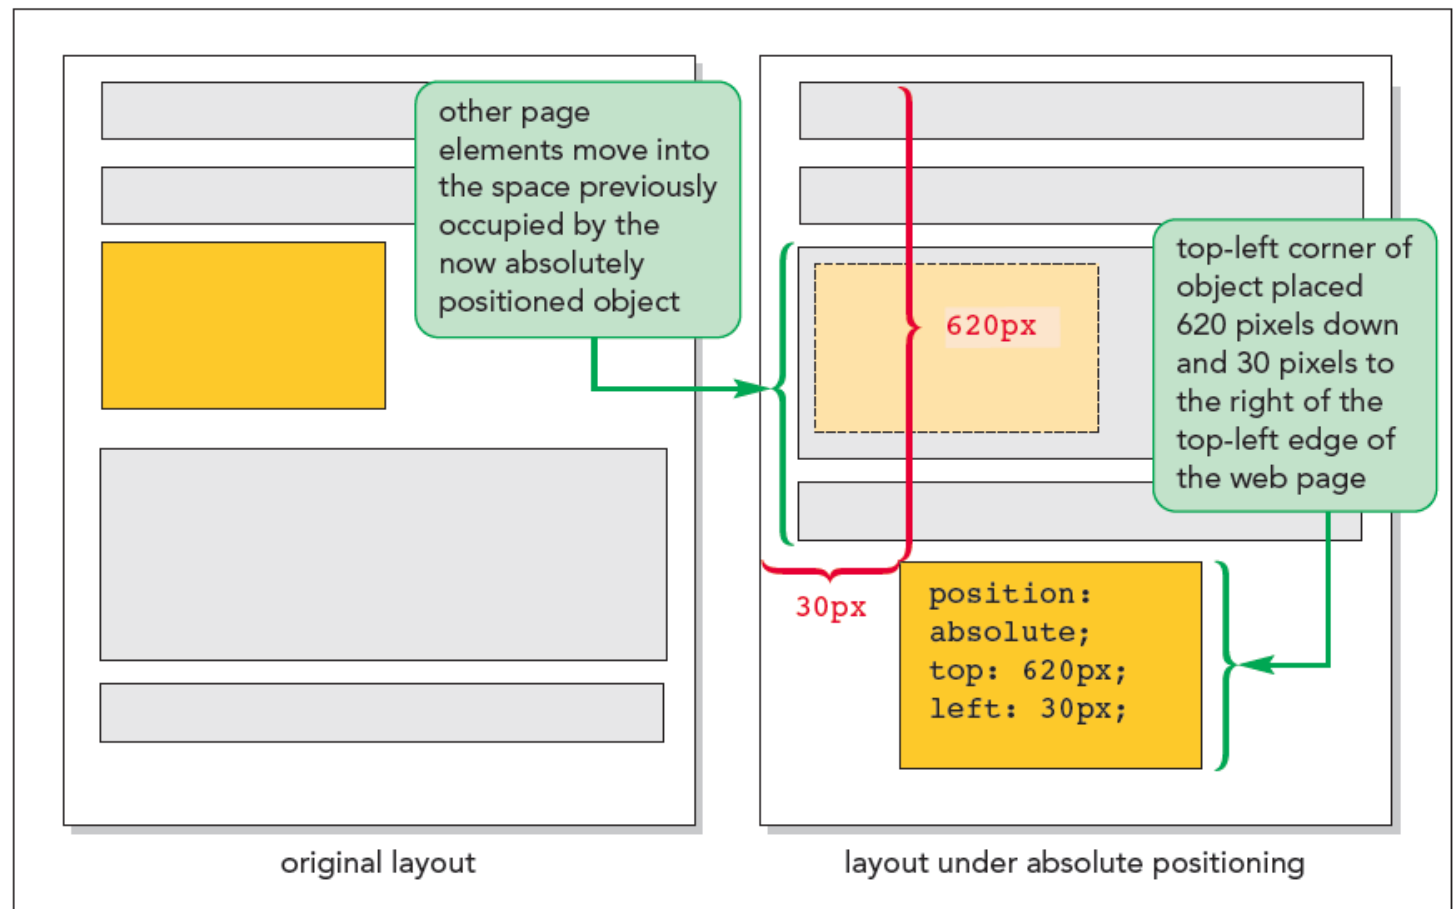 other page
elements move into
the space previously
occupied by the
now absolutely
positioned object
620px
top-left corner of
object placed
620 pixels down
and 30 pixels to
the right of the
top-left edge of
the web page
30px
position:
absolute;
top: 620px;
left: 30px;
original layout
layout under absolute positioning